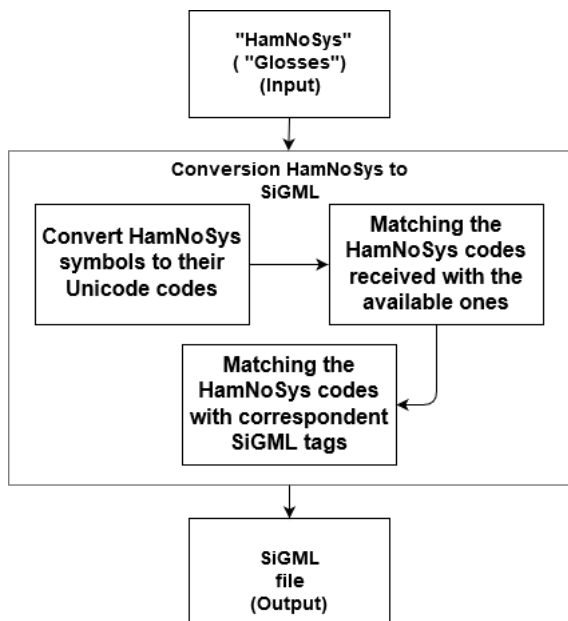 "HamNoSys"
( "Glosses")
(Input)
Conversion HamNoSys to
SiGML
Convert HamNoSys
symbols to their
Unicode codes
Matching the
HamNoSys codes
received with the
available ones
Matching the
HamNoSys codes
with correspondent
SiGML tags
SiGML
file
(Output)